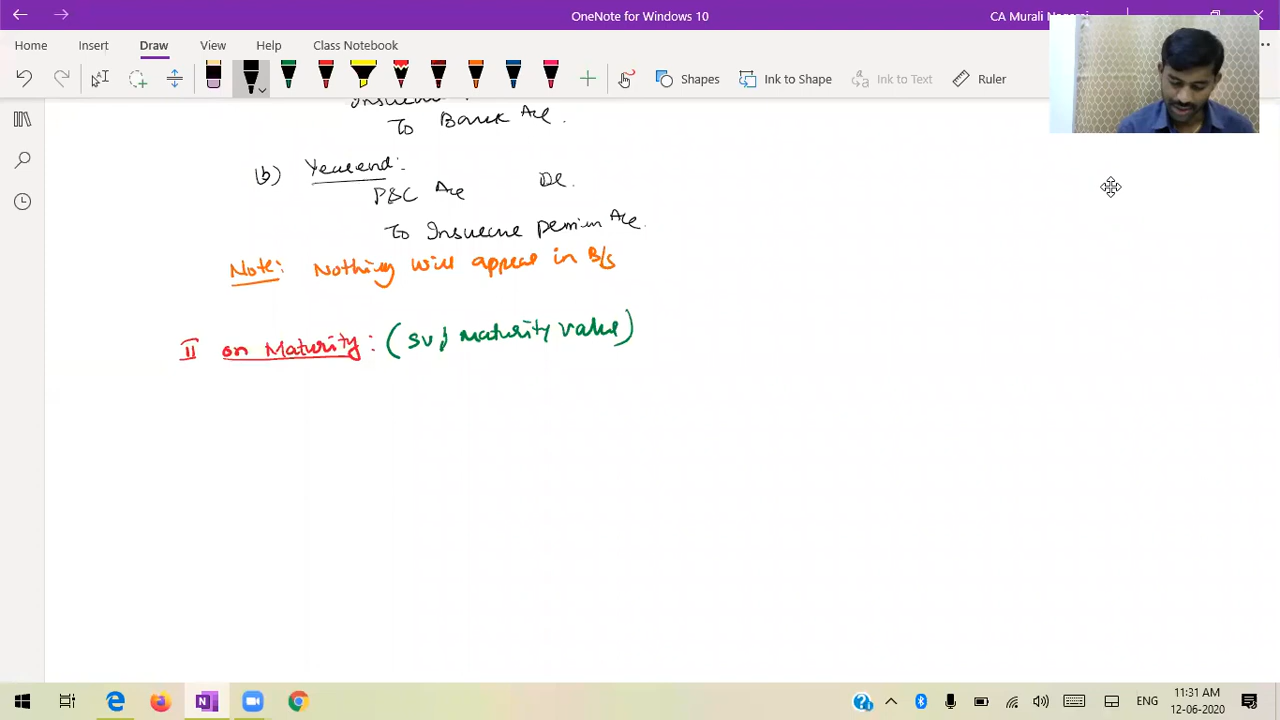 OneNote for Windows 10
CA Murali
Home Insert Draw View Help Class Notebook
Shapes Ink to Shape Ink to Text Ruler
To Bank A/c.
(b) Year end:
P&L A/c Dr.
To Insurance Premium A/c.
Note: Nothing will appear in B/s
II on Maturity: (SV / maturity value)
ENG
11:31 AM
12-06-2020